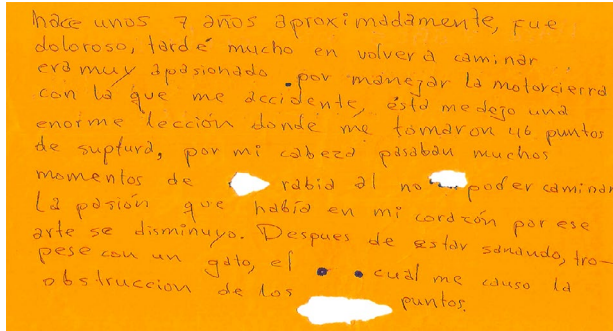 hace unos 7 años aproximadamente, Fue
doloroso, tardé mucho en volver a caminar
era muy apasionado por manejar la motorcierra
con la que me accidente, ésta me dejo una
enorme lección donde me tomaron 46 puntos
de suptura, por mi cabeza pasaban muchos
momentos de rabia al no poder caminar
La pasión que había en mi corazón por ese
arte se disminuyo. Despues de estar sanando, tro-
pese con un gato, el cual me causo la
obstruccion de los puntos.